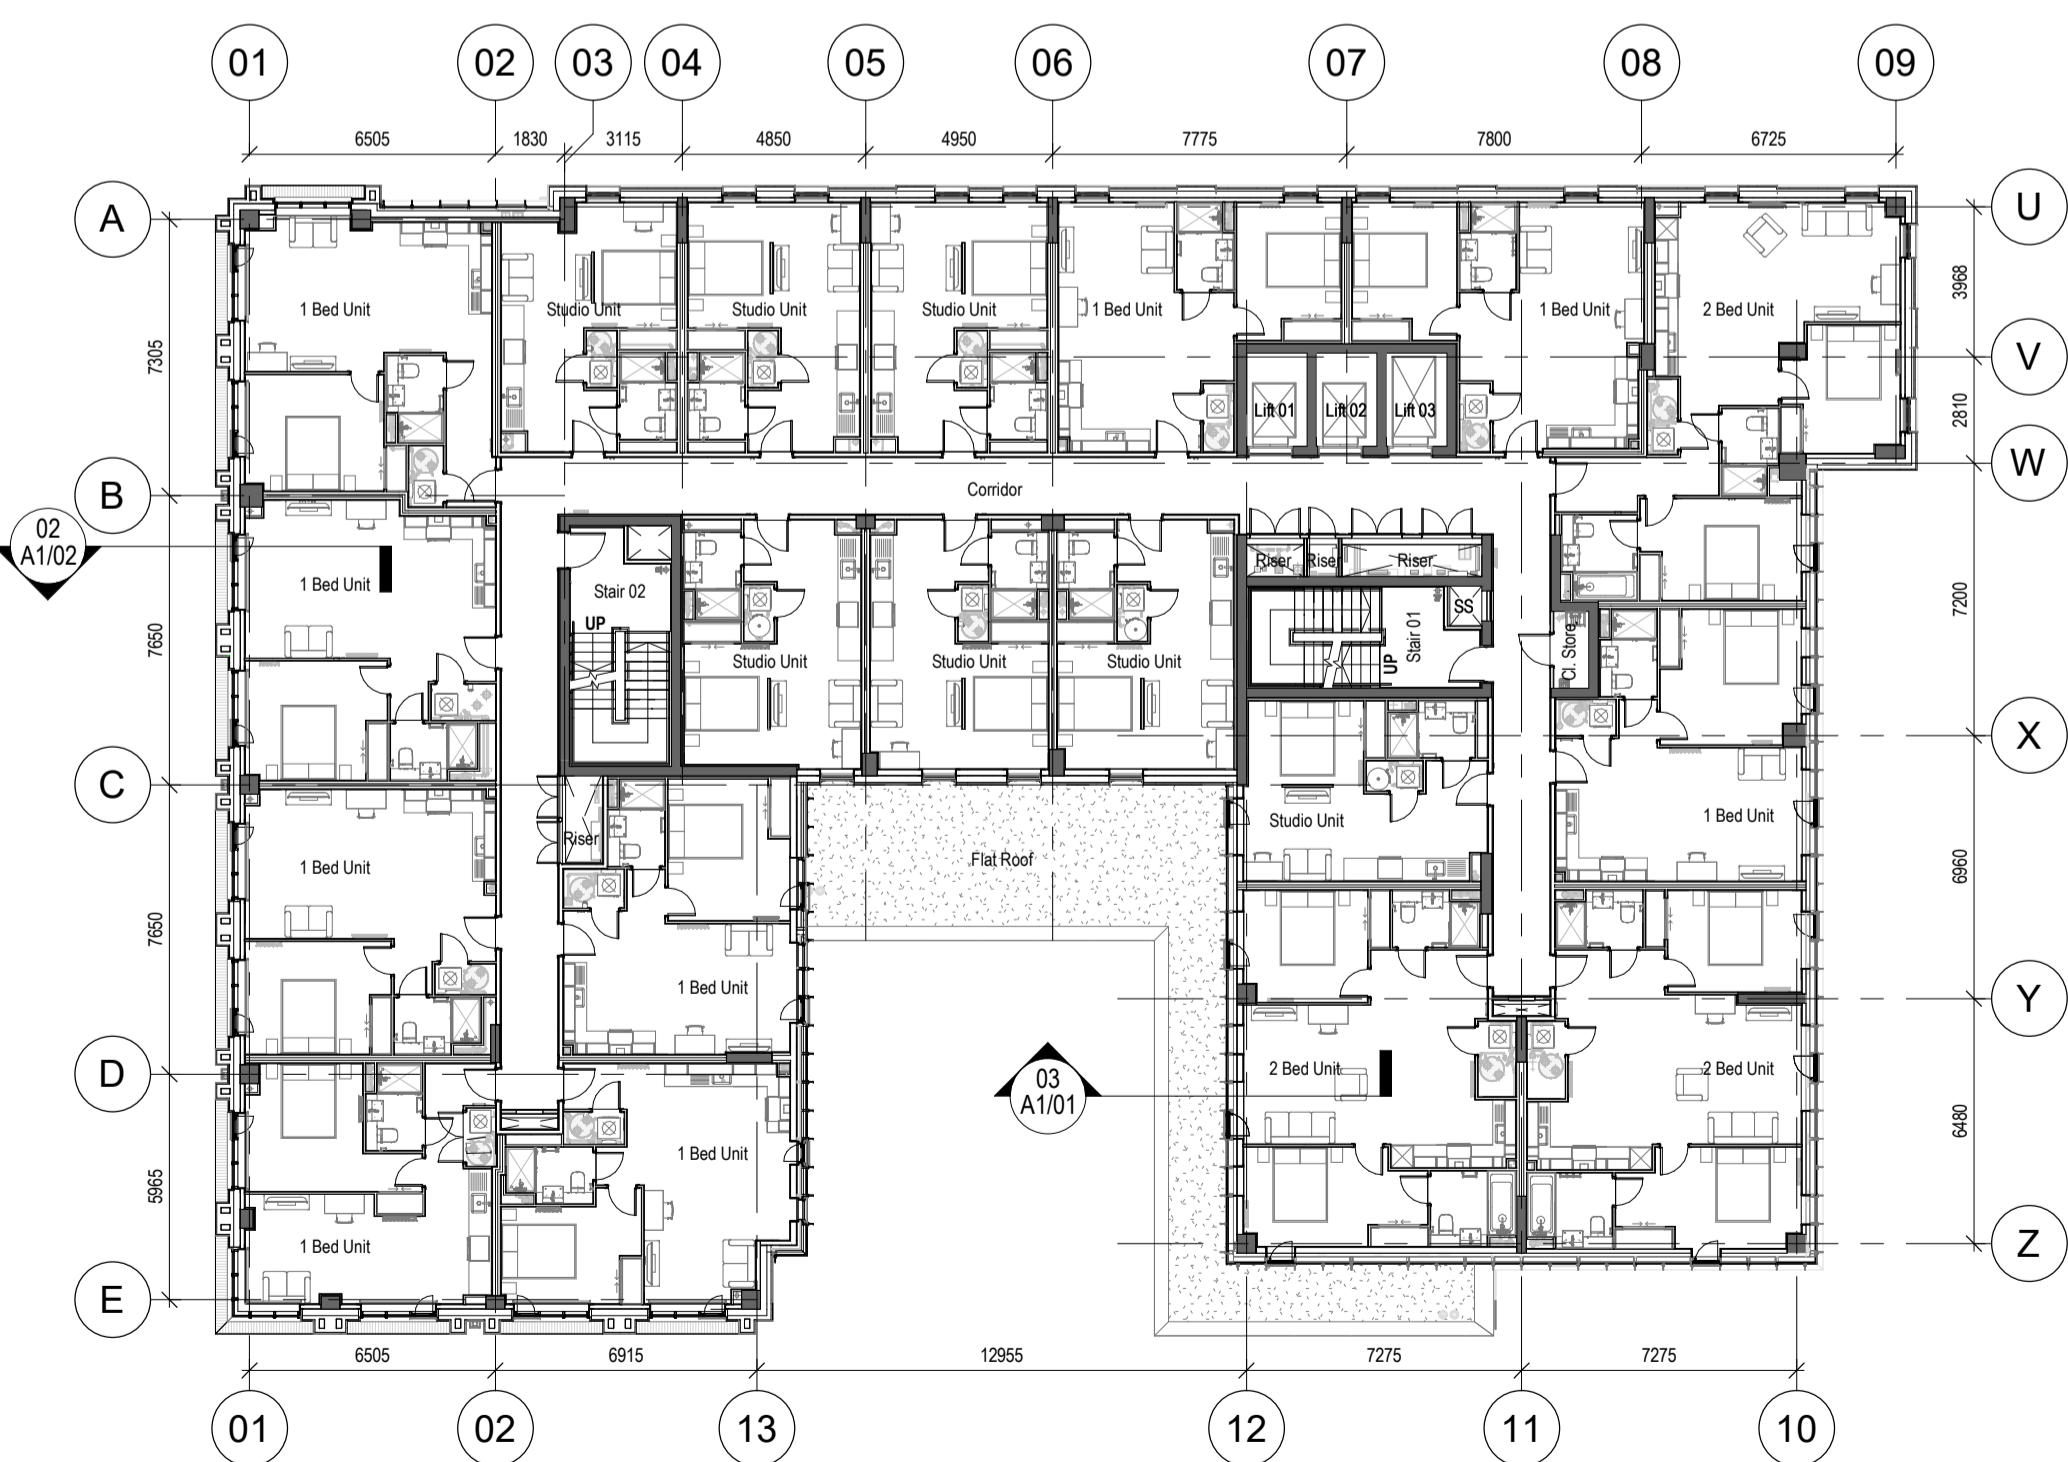 01 02 03 04 05 06 07 08 09
6505 1830 3115 4850 4950 7775 7800 6725
A
U
3968
1 Bed Unit
Studio Unit
Studio Unit
Studio Unit
1 Bed Unit
1 Bed Unit
2 Bed Unit
7305
V
Lift 01
Lift 02
Lift 03
22810
W
B
Corridor
02
A1/02
Riser
Riser
Riser
1 Bed Unit
Stair 02
UP
SS
7200
Stair 01
UP
Cl. Store
7650
Studio Unit
Studio Unit
Studio Unit
X
C
1 Bed Unit
Studio Unit
Riser
1 Bed Unit
Flat Roof
6960
7650
1 Bed Unit
Y
D
03
A1/01
2 Bed Unit
2 Bed Unit
6480
1 Bed Unit
5965
1 Bed Unit
Z
E
6505 6915 12955 7275 7275
01 02 13 12 11 10